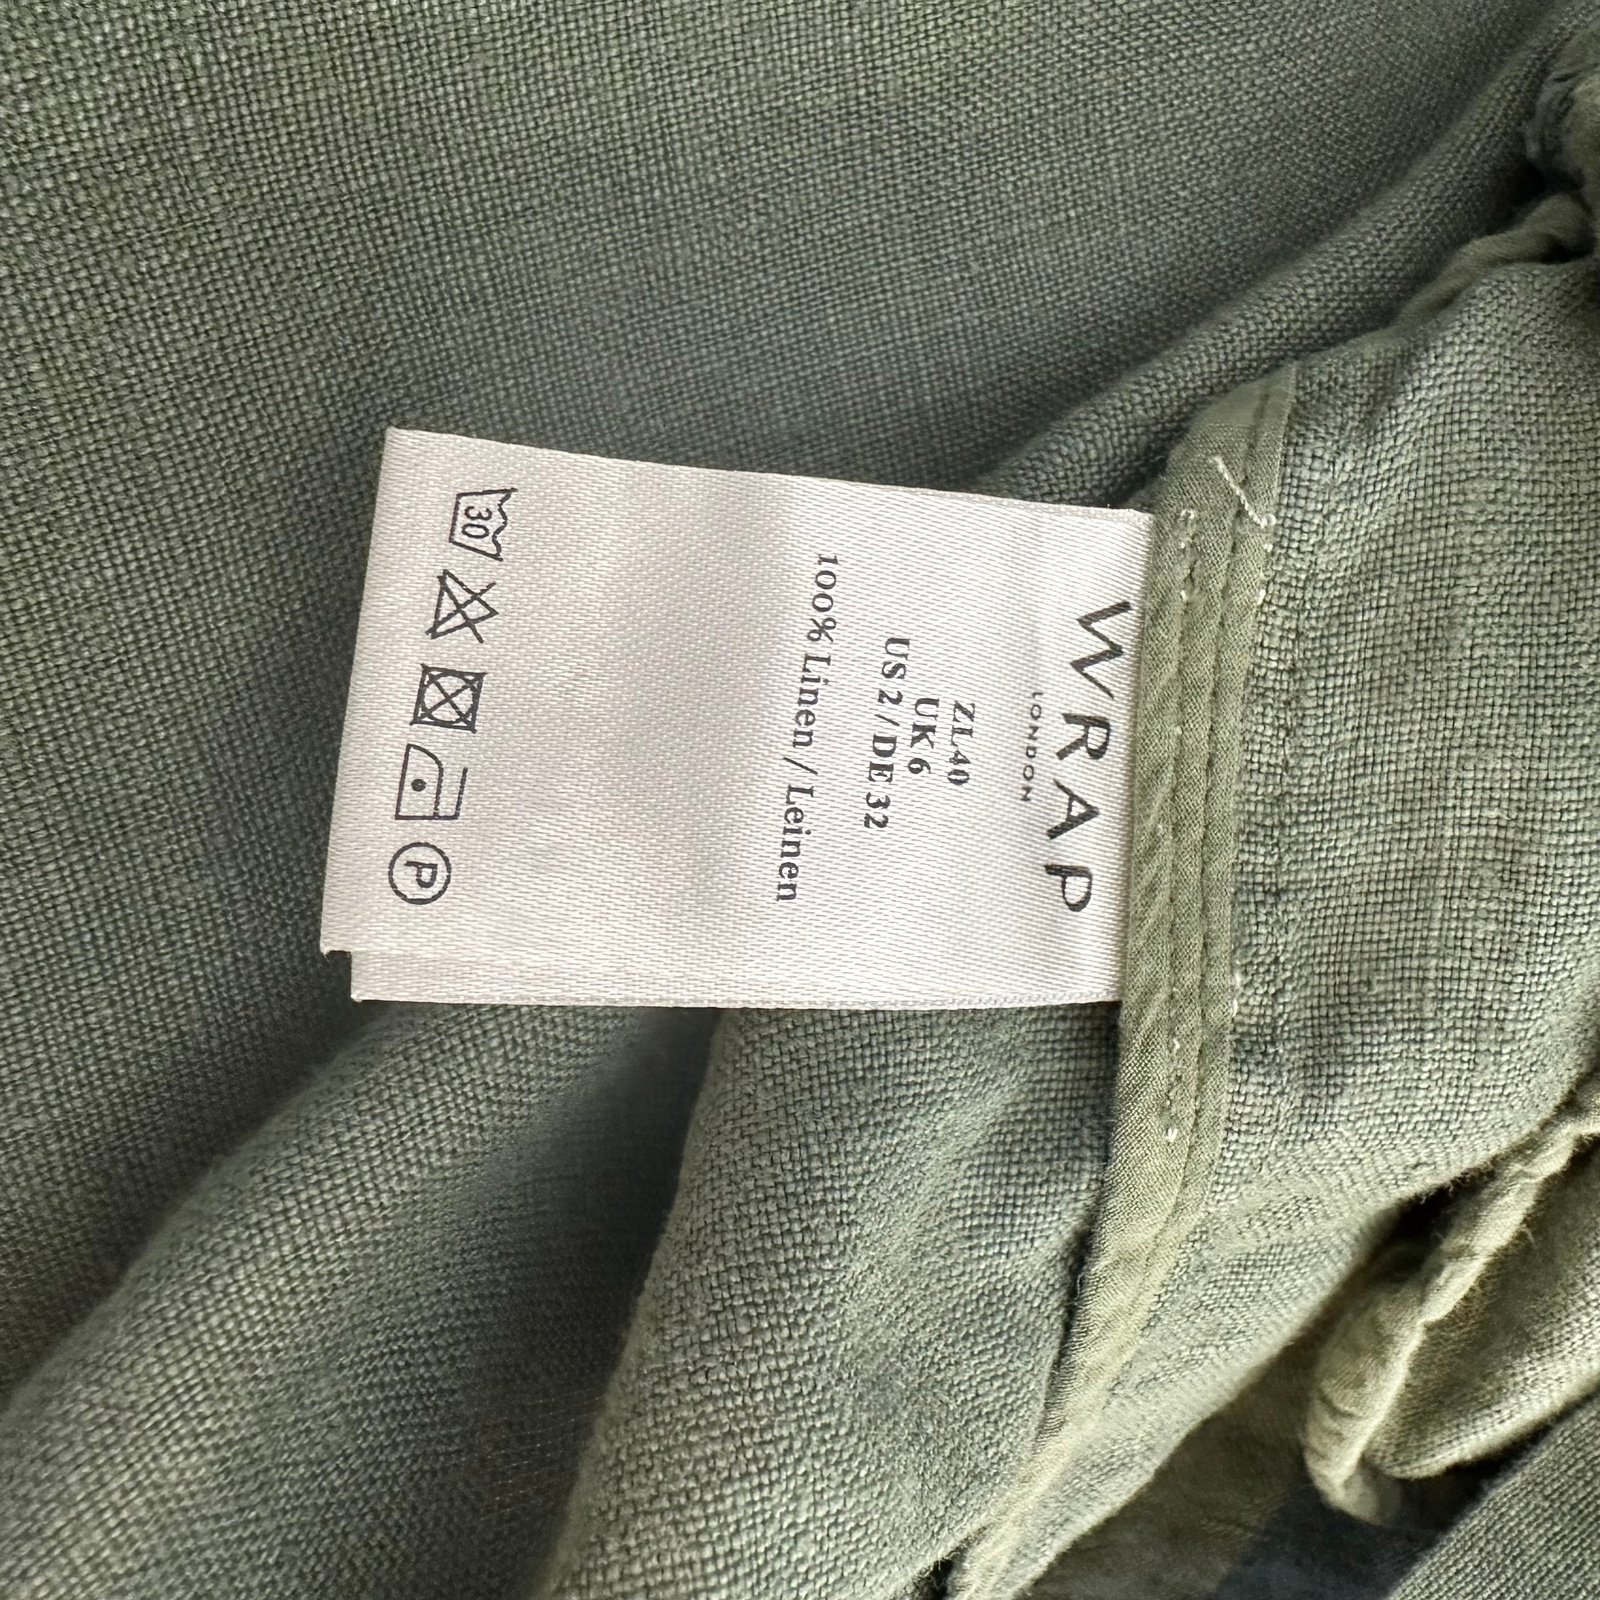 WRAP
LONDON
ZL40
UK 6
US 2 / DE 32
100% Linen / Leinen
30
P